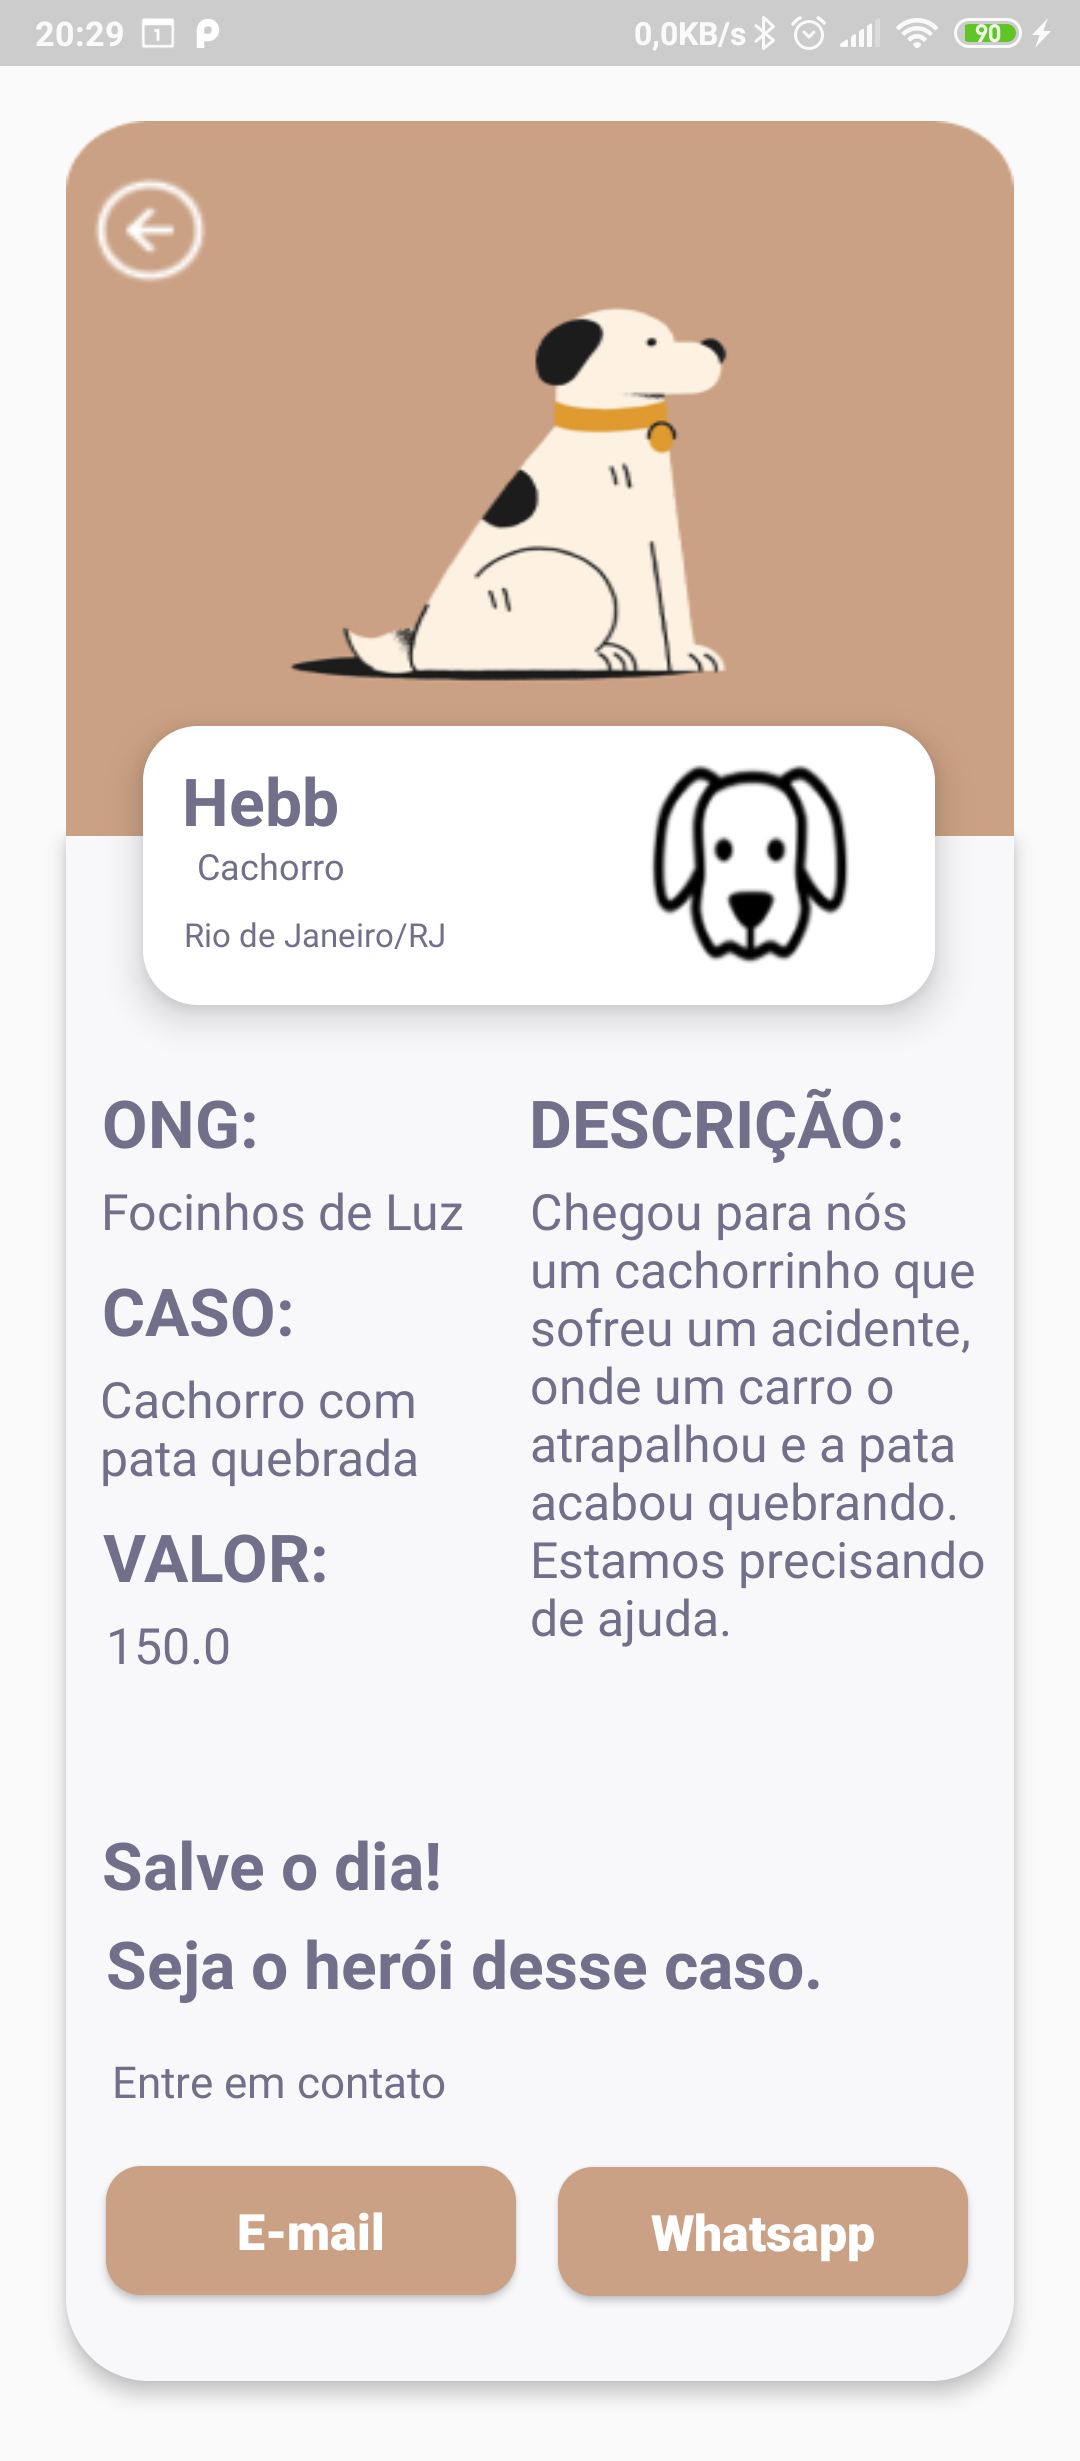 20:29
1
0,0KB/s
90
Hebb
Cachorro
Rio de Janeiro/RJ
ONG:
Focinhos de Luz
CASO:
Cachorro com
pata quebrada
VALOR:
150.0
DESCRIÇÃO:
Chegou para nós
um cachorrinho que
sofreu um acidente,
onde um carro o
atrapalhou e a pata
acabou quebrando.
Estamos precisando
de ajuda.
Salve o dia!
Seja o herói desse caso.
Entre em contato
E-mail
Whatsapp